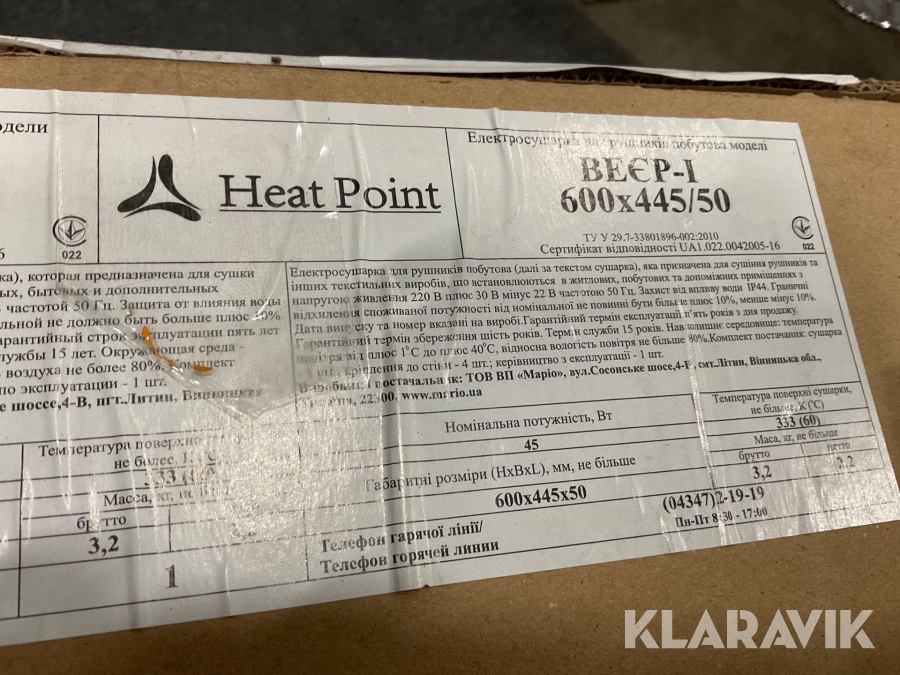 одели
Heat Point
Електросушарка для рушників побутова моделі
ВЕЄР-І
600х445/50
ТУ У 29.7-33801896-002:2010
Сертифікат відповідності UA1.022.0042005-16
022
022
б
ка), которая предназначена для сушки
ных, бытовых и дополнительных
частотой 50 Гц. Защита от влияния воды
льной не должно быть больше плюс 10%
арантийный строк эксплуатации пять лет
лужбы 15 лет. Окружающая среда -
воздуха не более 80%. Комплект
по эксплуатации - 1 шт.
е шоссе,4-В, пгт.Литин, Винницкая
Електросушарка для рушників побутова (далі за текстом сушарка), яка призначена для сушіння рушників та
інших текстильних виробів, що встановлюються в житлових, побутових та допоміжних приміщеннях з
напругою живлення 220 В плюс 30 В мінус 22 В частотою 50 Гц. Захист від впливу води IP44. Граничні
відхилення споживаної потужності від номінальної не повинні бути більше плюс 10%, менше мінус 10%.
Дата випуску та номер вказані на виробі.Гарантійний термін експлуатації п'ять років з дня продажу.
Гарантійний термін збереження шість років. Термін служби 15 років. Навколишнє середовище: температура
повітря від плюс 1°С до плюс 40°С, відносна вологість повітря не більше 80%.Комплект постачання: сушарка
кріплення до стіни - 4 шт.; керівництво з експлуатації - 1 шт.
Виробник і постачальник: ТОВ ВП «Маріо», вул.Сосонське шосе,4-В, смт.Літин, Вінницька обл.,
Україна, 22300. www.mario.ua
Температура поверхно
не более,
Масса, кг, не
брутто
3,2
1
Номінальна потужність, Вт
45
Габаритні розміри (HxBxL), мм, не більше
600х445х50
Температура поверхні сушарки,
не більше, К (°С)
333 (60)
Маса, кг, не більше
брутто
нетто
3,2
2,2
Телефон гарячої лінії/
Телефон горячей линии
(04347)2-19-19
Пн-Пт 8:30 - 17:00
KLARAVIK